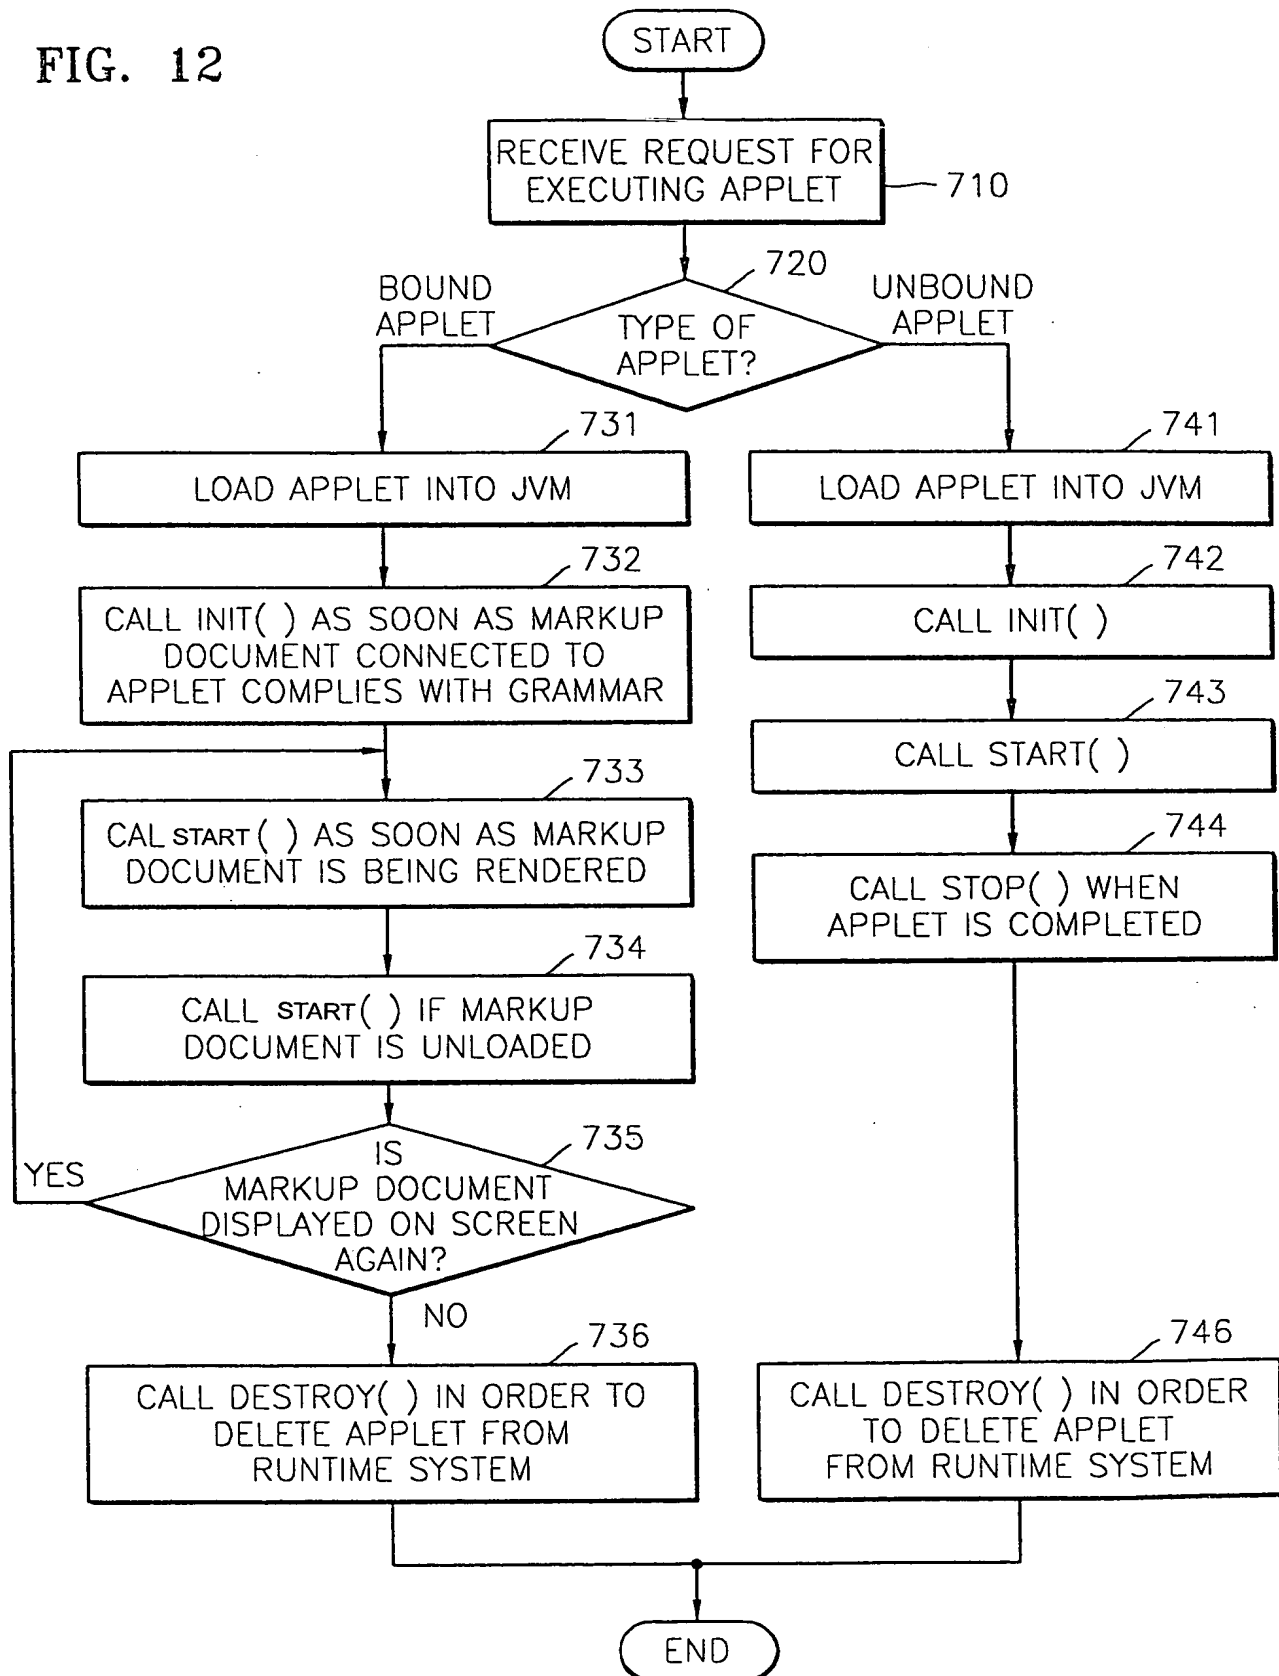 FIG. 12
START
RECEIVE REQUEST FOR
EXECUTING APPLET
710
720
TYPE OF
APPLET?
BOUND
APPLET
UNBOUND
APPLET
731
LOAD APPLET INTO JVM
732
CALL INIT( ) AS SOON AS MARKUP
DOCUMENT CONNECTED TO
APPLET COMPLIES WITH GRAMMAR
733
CAL START ( ) AS SOON AS MARKUP
DOCUMENT IS BEING RENDERED
734
CALL START( ) IF MARKUP
DOCUMENT IS UNLOADED
735
IS
MARKUP DOCUMENT
DISPLAYED ON SCREEN
AGAIN?
YES
NO
736
CALL DESTROY( ) IN ORDER TO
DELETE APPLET FROM
RUNTIME SYSTEM
741
LOAD APPLET INTO JVM
742
CALL INIT( )
743
CALL START( )
744
CALL STOP( ) WHEN
APPLET IS COMPLETED
746
CALL DESTROY( ) IN ORDER
TO DELETE APPLET
FROM RUNTIME SYSTEM
END